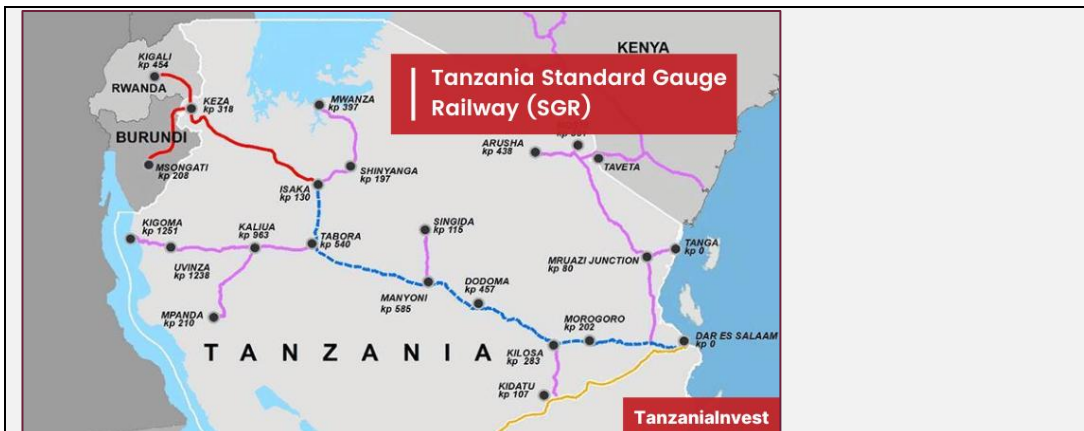 KENYA
Tanzania Standard Gauge
Railway (SGR)
KIGALI
kp 454
RWANDA
KEZA
kp 318
BURUNDI
MSONGATI
kp 208
MWANZA
kp 397
SHINYANGA
kp 197
ISAKA
kp 130
ARUSHA
kp 438
TAVETA
KIGOMA
kp 1251
UVINZA
kp 1238
KALIUA
kp 963
TABORA
kp 840
SINGIDA
kp 115
TANGA
kp 0
MRUAZI JUNCTION
kp 80
MPANDA
kp 210
MANYONI
kp 585
DODOMA
kp 457
MOROGORO
kp 202
DAR ES SALAAM
kp 0
KILOSA
kp 283
TANZANIA
KIDATU
kp 107
TanzaniaInvest